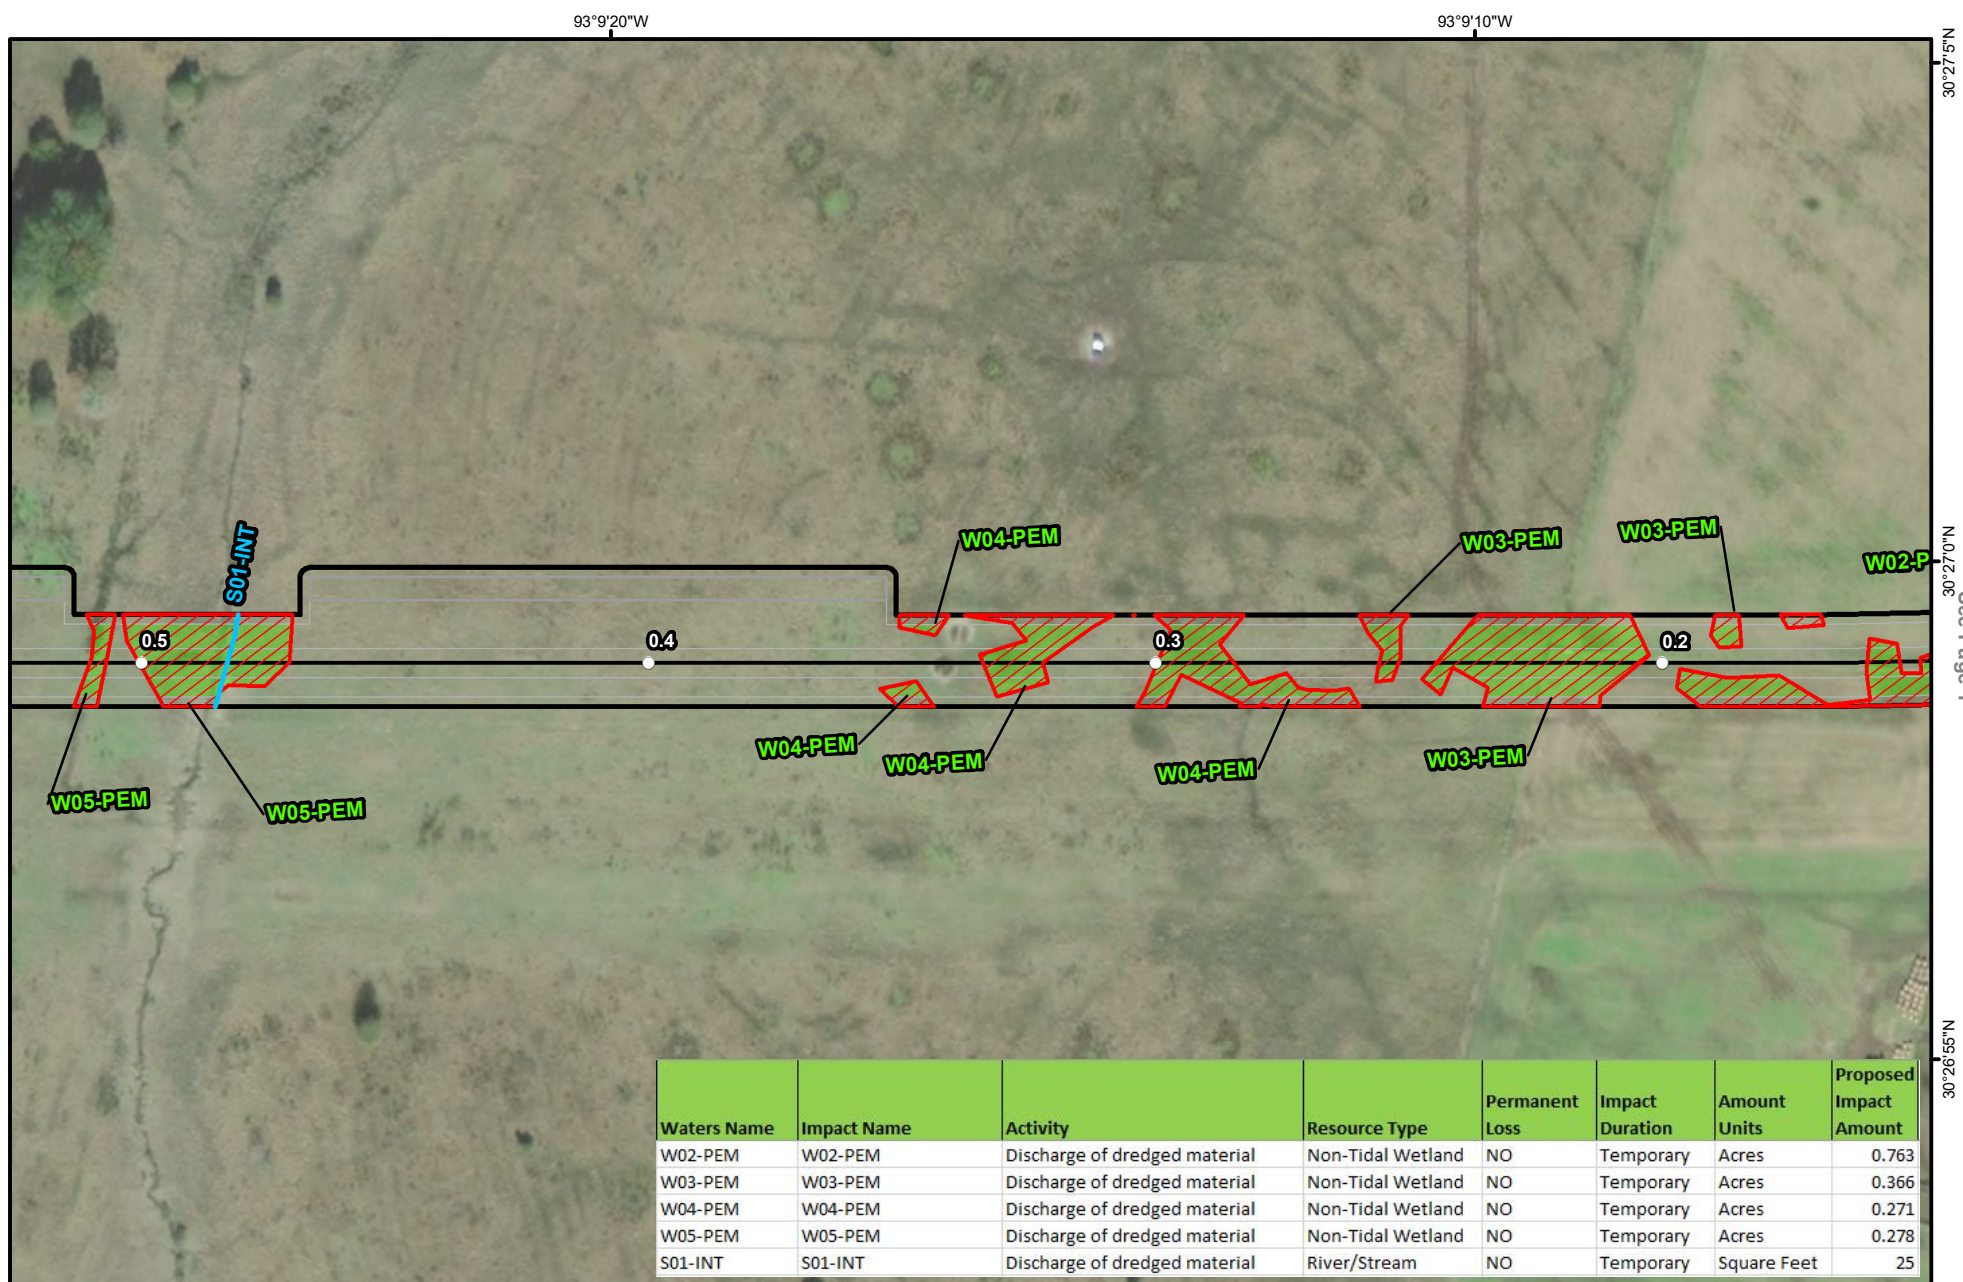 93°9'20"W
93°9'10"W
30°27'5"N
S01-INT
W04-PEM
W03-PEM
W03-PEM
30°27'0"N
W02-P
0.5
0.4
0.3
0.2
W04-PEM
W04-PEM
W04-PEM
W03-PEM
W05-PEM
W05-PEM
30°26'55"N
Waters Name Impact Name Activity Resource Type Permanent Loss Impact Duration Amount Units Proposed Impact Amount
W02-PEM W02-PEM Discharge of dredged material Non-Tidal Wetland NO Temporary Acres 0.763
W03-PEM W03-PEM Discharge of dredged material Non-Tidal Wetland NO Temporary Acres 0.366
W04-PEM W04-PEM Discharge of dredged material Non-Tidal Wetland NO Temporary Acres 0.271
W05-PEM W05-PEM Discharge of dredged material Non-Tidal Wetland NO Temporary Acres 0.278
S01-INT S01-INT Discharge of dredged material River/Stream NO Temporary Square Feet 25